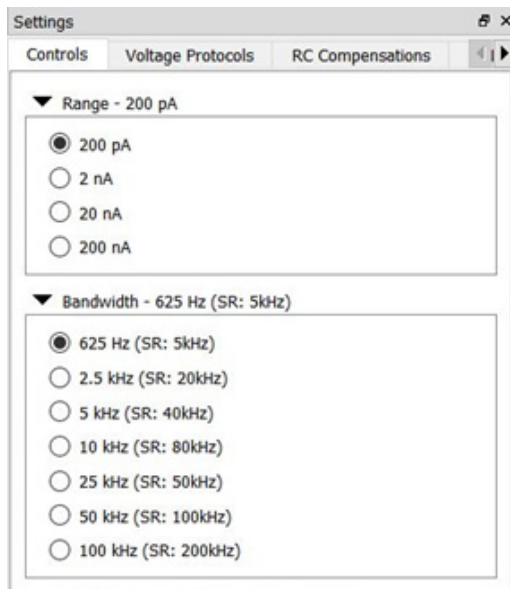 Settings
Controls Voltage Protocols RC Compensations
Range - 200 pA
200 pA
2 nA
20 nA
200 nA
Bandwidth - 625 Hz (SR: 5kHz)
625 Hz (SR: 5kHz)
2.5 kHz (SR: 20kHz)
5 kHz (SR: 40kHz)
10 kHz (SR: 80kHz)
25 kHz (SR: 50kHz)
50 kHz (SR: 100kHz)
100 kHz (SR: 200kHz)